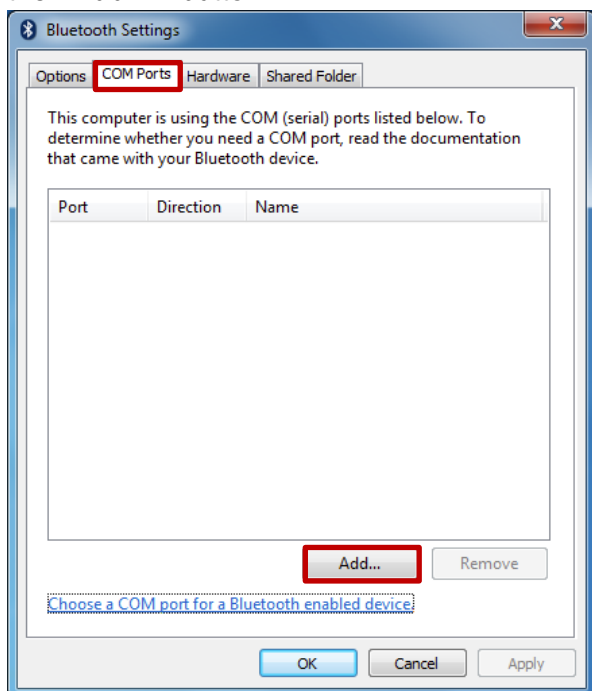 Bluetooth Settings
Options COM Ports Hardware Shared Folder
This computer is using the COM (serial) ports listed below. To
determine whether you need a COM port, read the documentation
that came with your Bluetooth device.
Port Direction Name
Add... Remove
Choose a COM port for a Bluetooth enabled device.
OK Cancel Apply